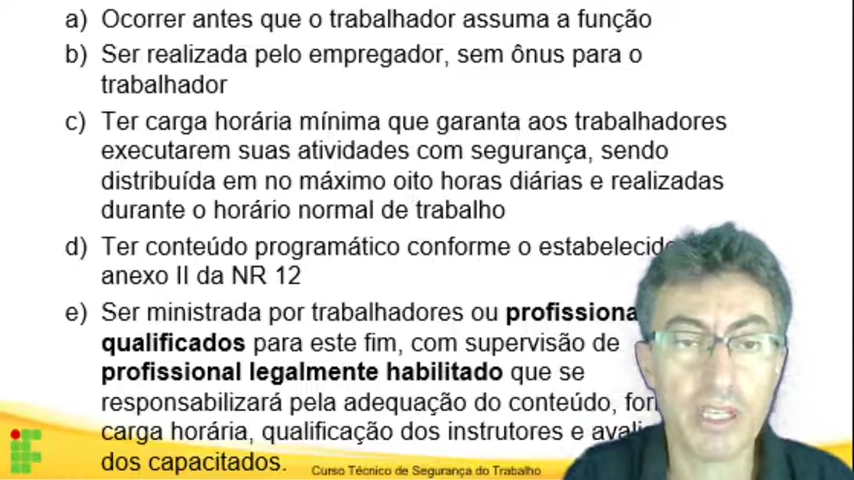 a) Ocorrer antes que o trabalhador assuma a função
b) Ser realizada pelo empregador, sem ônus para o
trabalhador
c) Ter carga horária mínima que garanta aos trabalhadores
executarem suas atividades com segurança, sendo
distribuída em no máximo oito horas diárias e realizadas
durante o horário normal de trabalho
d) Ter conteúdo programático conforme o estabelecid
anexo II da NR 12
e) Ser ministrada por trabalhadores ou profissiona
qualificados para este fim, com supervisão de
profissional legalmente habilitado que se
responsabilizará pela adequação do conteúdo, for
carga horária, qualificação dos instrutores e avali
dos capacitados.
Curso Técnico de Segurança do Trabalho